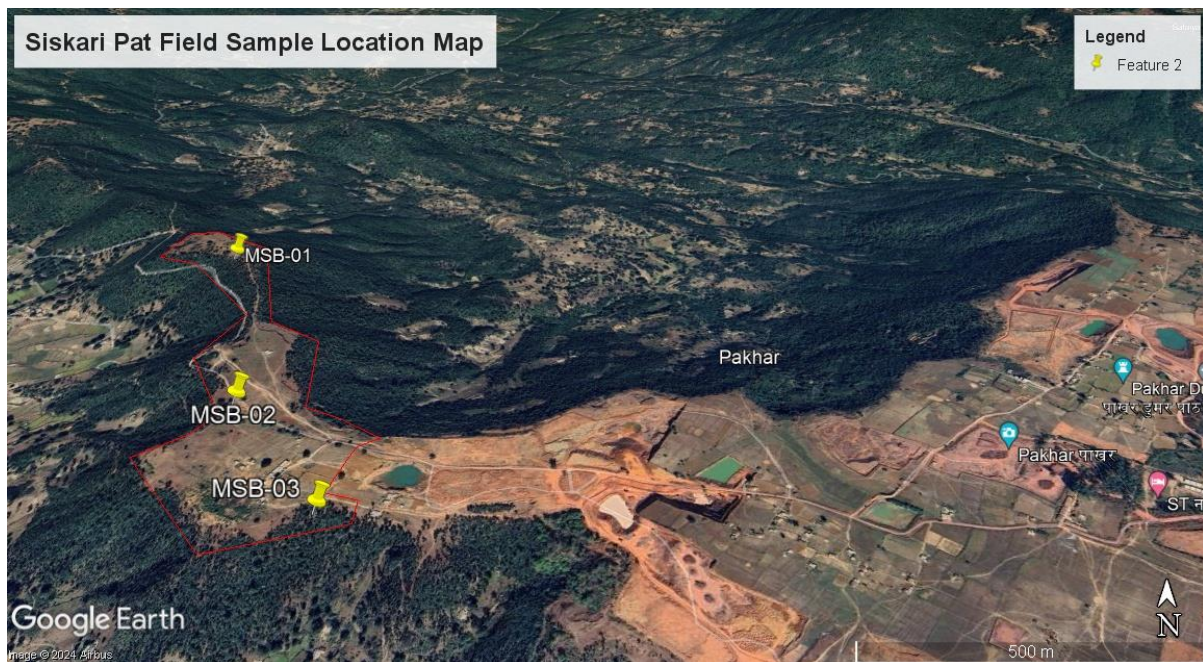 Siskari Pat Field Sample Location Map
Legend
Feature 2
MSB-01
Pakhar
MSB-02
Pakhar
Pakhar पाखर
MSB-03
ST
Google Earth
N
Image © 2024 Airbus
500 m